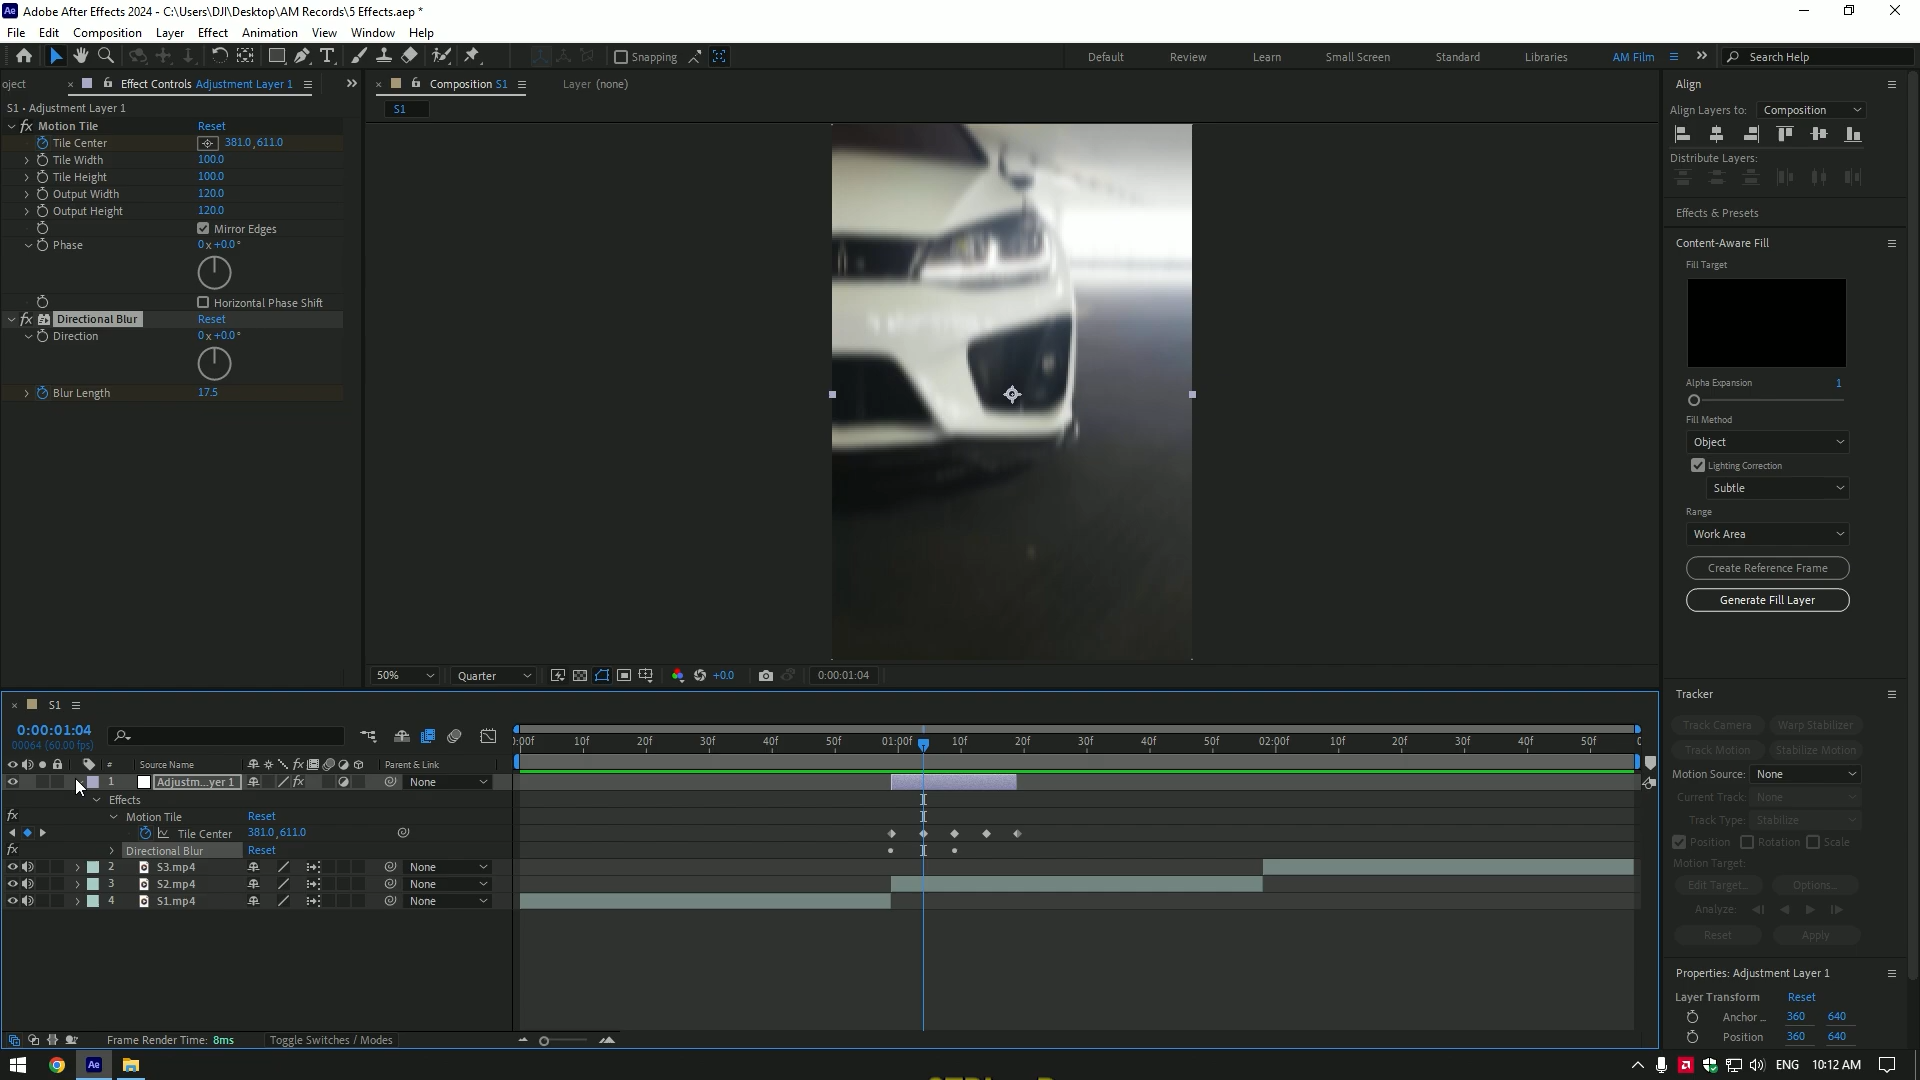 Adobe After Effects 2024 - C:\Users\DJI\Desktop\AM Records\5 Effects.aep *
File Edit Composition Layer Effect Animation View Window Help
Snapping
Default Review Learn Small Screen Standard Libraries AM Film Search Help
oject Effect Controls Adjustment Layer 1
Composition S1
Layer (none)
S1 • Adjustment Layer 1
S1
fx Motion Tile Reset
Tile Center 381.0,611.0
Tile Width 100.0
Tile Height 100.0
Output Width 120.0
Output Height 120.0
Mirror Edges
Phase 0x+0.0°
Horizontal Phase Shift
fx Directional Blur Reset
Direction 0x+0.0°
Blur Length 17.5
50% Quarter +0.0 0:00:01:04
Align
Align Layers to: Composition
Distribute Layers:
Effects & Presets
Content-Aware Fill
Fill Target
Alpha Expansion 1
Fill Method
Object
Lighting Correction
Subtle
Range
Work Area
Create Reference Frame
Generate Fill Layer
Tracker
Track Camera Warp Stabilizer
Track Motion Stabilize Motion
Motion Source: None
Current Track: None
Track Type: Stabilize
Position Rotation Scale
Motion Target:
Edit Target... Options...
Analyze:
Reset Apply
Properties: Adjustment Layer 1
Layer Transform Reset
Anchor ... 360 640
Position 360 640
S1
0:00:01:04
00064 (60.00 fps)
:00f 10f 20f 30f 40f 50f 01:00f 10f 20f 30f 40f 50f 02:00f 10f 20f 30f 40f 50f
# Source Name fx Parent & Link
1 Adjustm...yer 1 fx None
Effects
fx Motion Tile Reset
Tile Center 381.0,611.0
fx Directional Blur Reset
2 S3.mp4 None
3 S2.mp4 None
4 S1.mp4 None
Frame Render Time: 8ms Toggle Switches / Modes
Ae ENG 10:12 AM